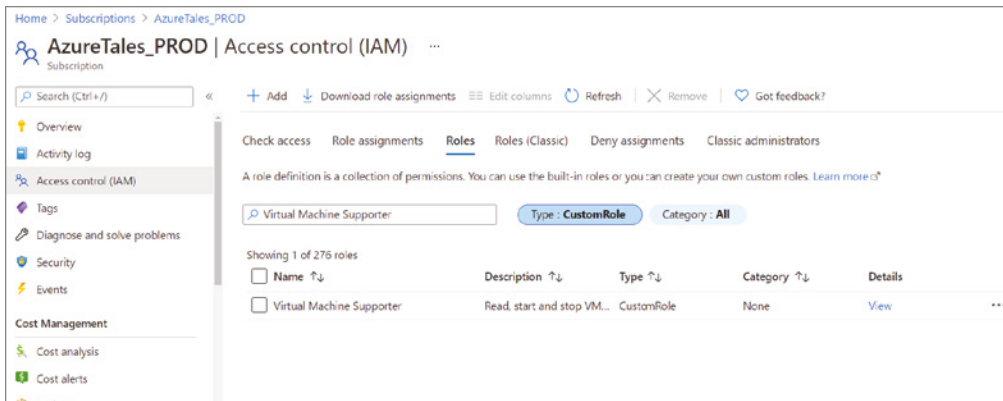 Home > Subscriptions > AzureTales_PROD
AzureTales_PROD | Access control (IAM) ...
Subscription
Search (Ctrl+/) «
+ Add Download role assignments Edit columns Refresh Remove Got feedback?
Overview
Activity log
Access control (IAM)
Tags
Diagnose and solve problems
Security
Events
Cost Management
Cost analysis
Cost alerts
Check access Role assignments Roles Roles (Classic) Deny assignments Classic administrators
A role definition is a collection of permissions. You can use the built-in roles or you can create your own custom roles. Learn more
Virtual Machine Supporter Type : CustomRole Category : All
Showing 1 of 276 roles
Name ↑↓ Description ↑↓ Type ↑↓ Category ↑↓ Details
Virtual Machine Supporter Read, start and stop VM... CustomRole None View ...